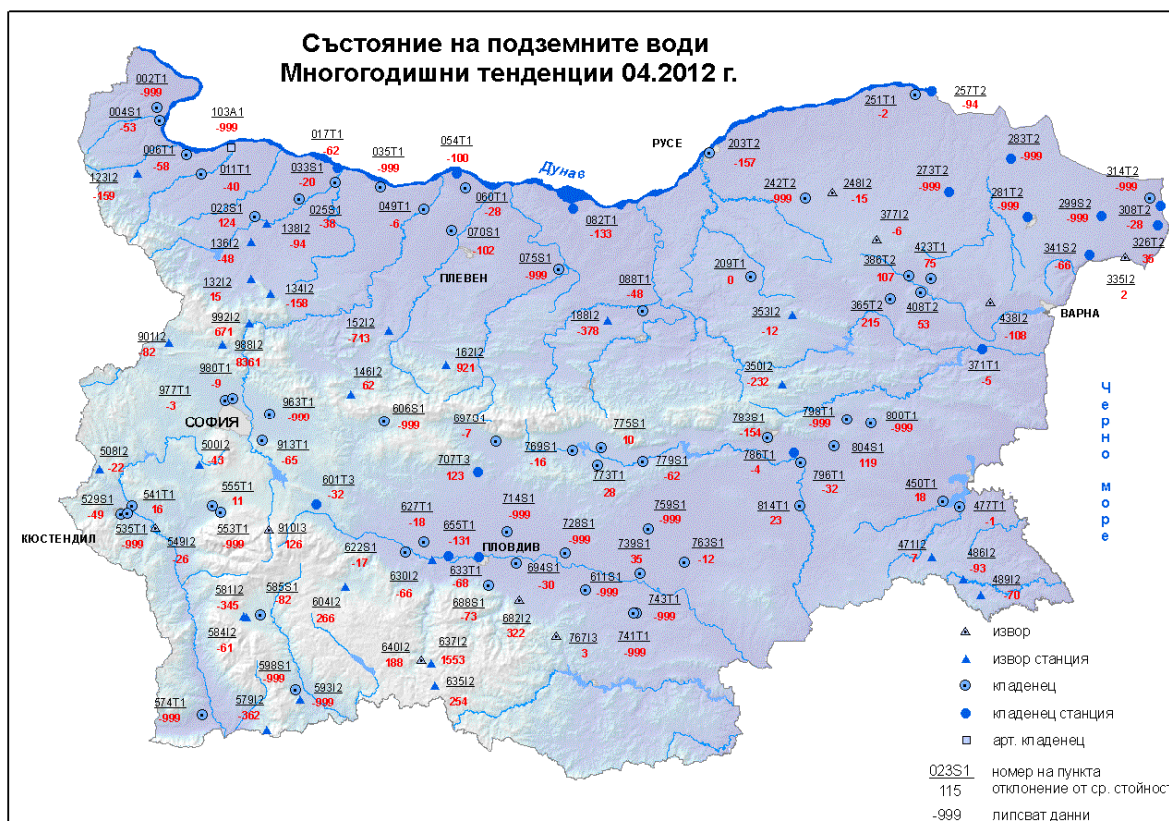 Състояние на подземните води
Многогодишни тенденции 04.2012 г.
002T1
-999
004S1
-53
103A1
-999
006T1
-58
017T1
-62
035T1
-999
054T1
-100
123I2
-159
011T1
-40
033S1
-20
023S1
124
025S1
-38
049T1
-6
060T1
-28
138I2
-94
136I2
-48
070S1
-102
Дунав
082T1
-133
РУСЕ
203T2
-157
251T1
-2
257T2
-94
283T2
-999
273T2
-999
314T2
-999
242T2
-999
248I2
-15
281T2
-999
299S2
-999
308T2
-28
377I2
-6
423T1
75
386T2
107
341S2
-66
326T2
35
335I2
2
132I2
15
134I2
-158
ПЛЕВЕН
075S1
-999
088T1
-48
209T1
0
365T2
215
408T2
53
438I2
-108
ВАРНА
992I2
671
901I2
82
988I2
8361
152I2
-713
188I2
-378
353I2
-12
162I2
921
371T1
-5
980T1
-9
977T1
-3
146I2
62
350I2
-232
СОФИЯ
963T1
-999
606S1
-999
697S1
-7
775S1
10
783S1
-154
798T1
-999
800T1
-999
Черно море
508I2
-22
500I2
-43
913T1
-65
769S1
-16
773T1
28
779S1
-62
786T1
-4
804S1
119
796T1
-32
707T3
123
529S1
-49
541T1
16
555T1
11
601T3
-32
450T1
18
477T1
-1
КЮСТЕНДИЛ
535T1
-999
549I2
-26
553T1
-999
910I3
126
627T1
-18
714S1
-999
759S1
-999
814T1
23
655T1
-131
ПЛОВДИВ
728S1
-999
622S1
-17
739S1
35
763S1
-12
471I2
7
486I2
-93
489I2
-70
630I2
-66
633T1
-68
694S1
-30
611S1
-999
581I2
-345
585S1
-82
604I2
266
688S1
-73
682I2
322
743T1
-999
584I2
-61
767I3
3
741T1
-999
640I2
188
637I2
1553
598S1
-999
593I2
-999
635I2
254
574T1
-999
579I2
-362
извор
извор станция
кладенец
кладенец станция
арт. кладенец
023S1 номер на пункта
115 отклонение от ср. стойност
-999 липсват данни